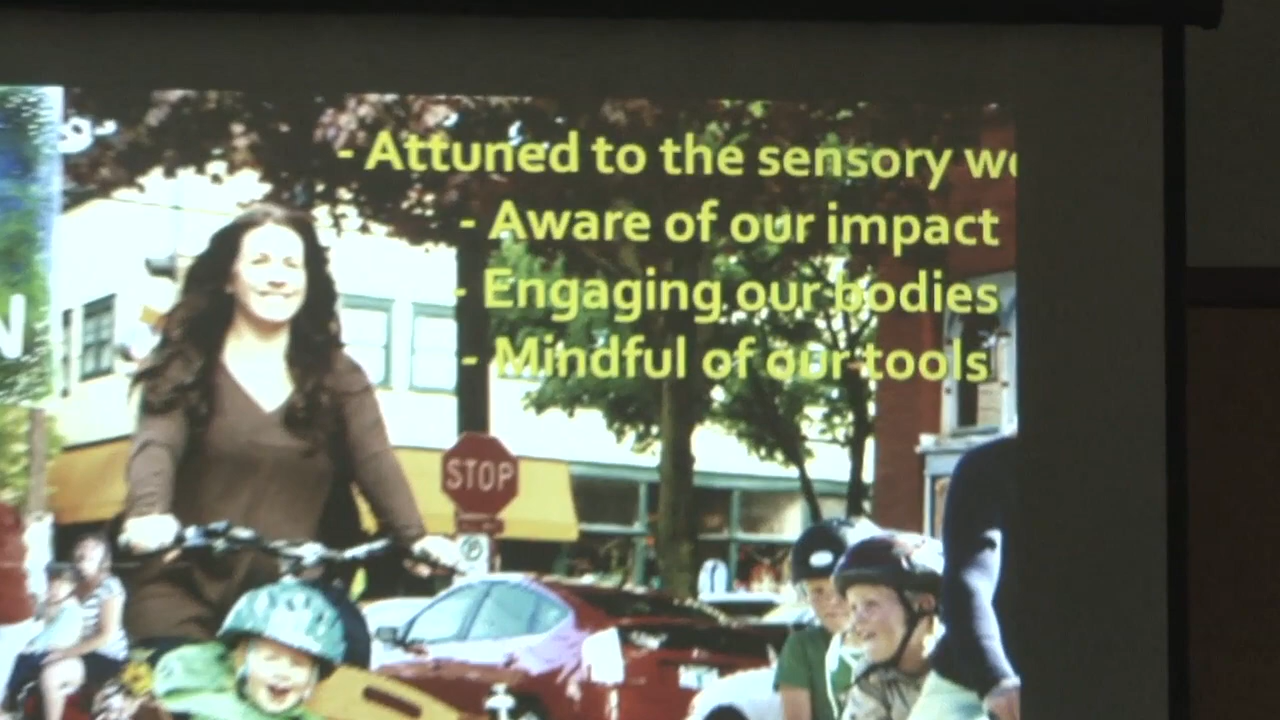 - Attuned to the sensory
- Aware of our impact
- Engaging our bodies
- Mindful of our tools
STOP